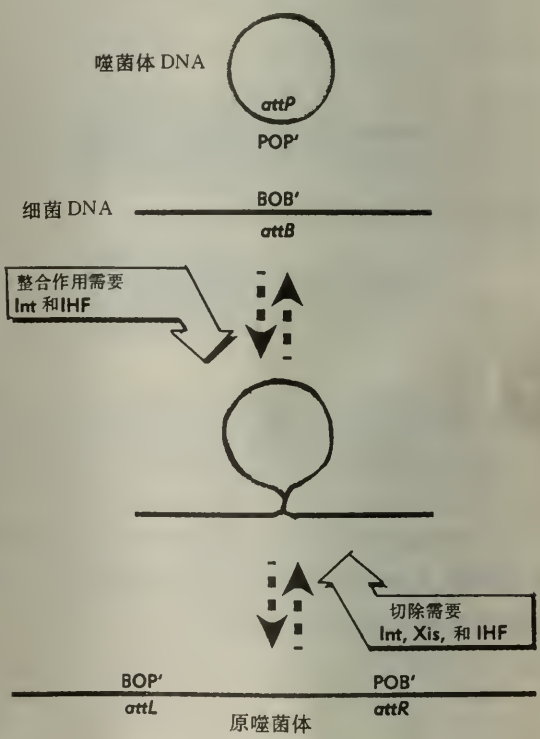 噬菌体 DNA
attP
POP′
BOB′
细菌 DNA
attB
整合作用需要
Int 和IHF
切除需要
Int, Xis, 和 IHF
BOP′
POB′
attL
attR
原噬菌体